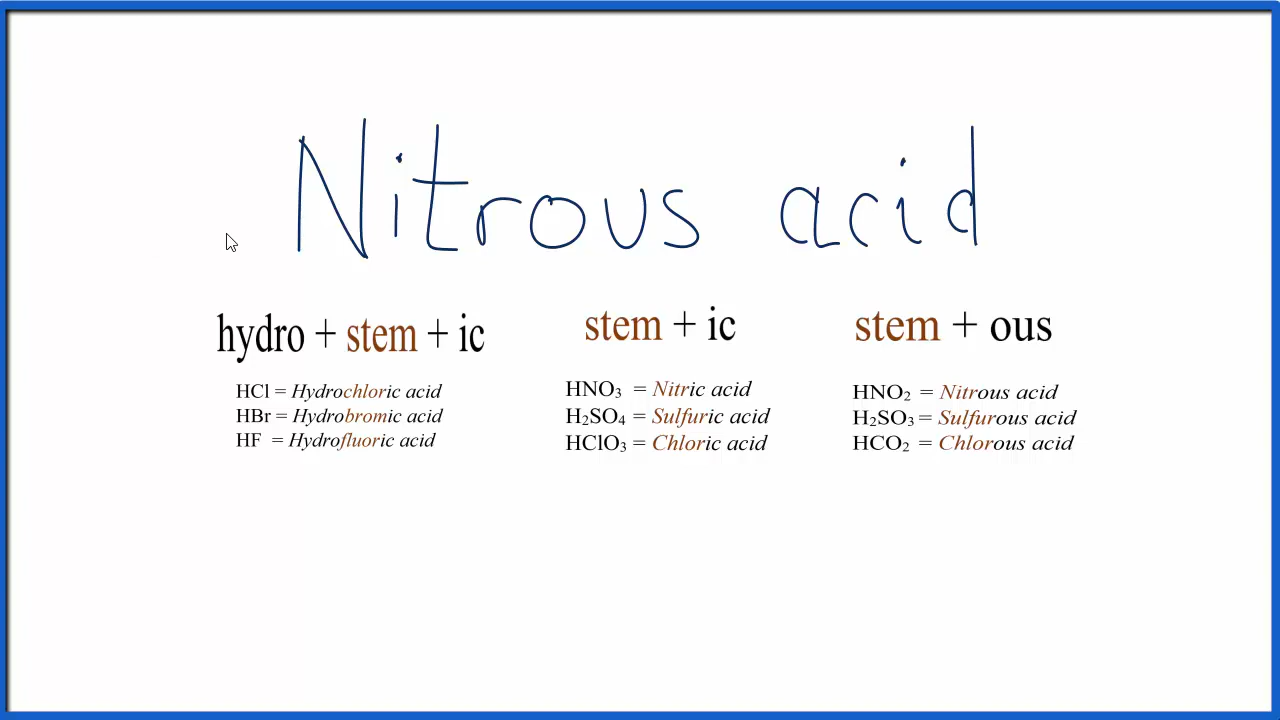 Nitrous acid
hydro + stem + ic
HCl = Hydrochloric acid
HBr = Hydrobromic acid
HF = Hydrofluoric acid
stem + ic
HNO₃ = Nitric acid
H₂SO₄ = Sulfuric acid
HClO₃ = Chloric acid
stem + ous
HNO₂ = Nitrous acid
H₂SO₃ = Sulfurous acid
HCO₂ = Chlorous acid